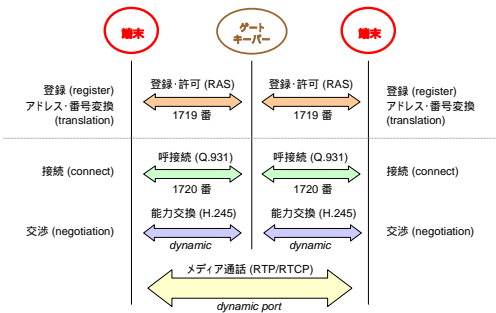 端末
ゲート
キーパー
端末
登録 (register)
アドレス・番号変換
(translation)
登録・許可 (RAS)
1719 番
登録・許可 (RAS)
1719 番
登録 (register)
アドレス・番号変換
(translation)
接続 (connect)
呼接続 (Q.931)
1720 番
呼接続 (Q.931)
1720 番
接続 (connect)
交渉 (negotiation)
能力交換 (H.245)
dynamic
能力交換 (H.245)
dynamic
交渉 (negotiation)
メディア通話 (RTP/RTCP)
dynamic port